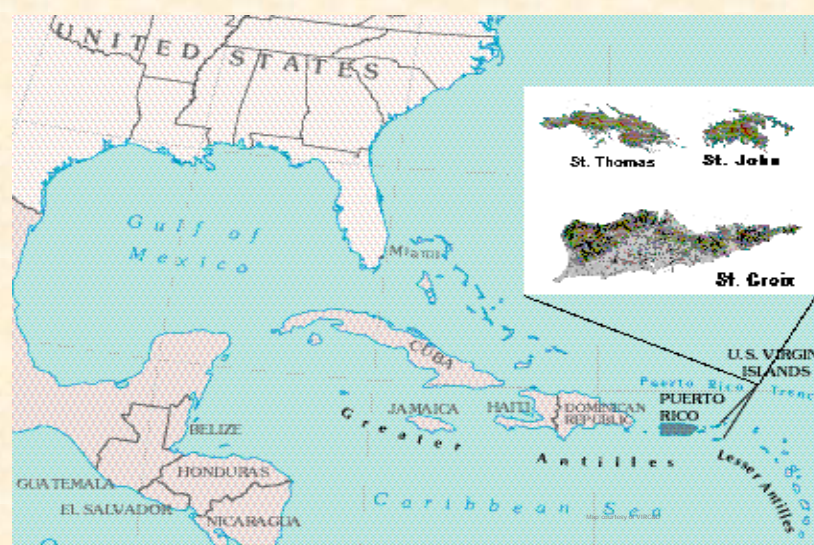 UNITED STATES
St. Thomas
St. John
St. Croix
Gulf of
Mexico
Miami
CUBA
U.S. VIRGIN
ISLANDS
Puerto Rico Trenc
PUERTO
RICO
JAMAICA
HAITI
DOMINICAN
REPUBLIC
BELIZE
Greater
Antilles
Lesser Antilles
GUATEMALA
HONDURAS
EL SALVADOR
NICARAGUA
Caribbean Sea